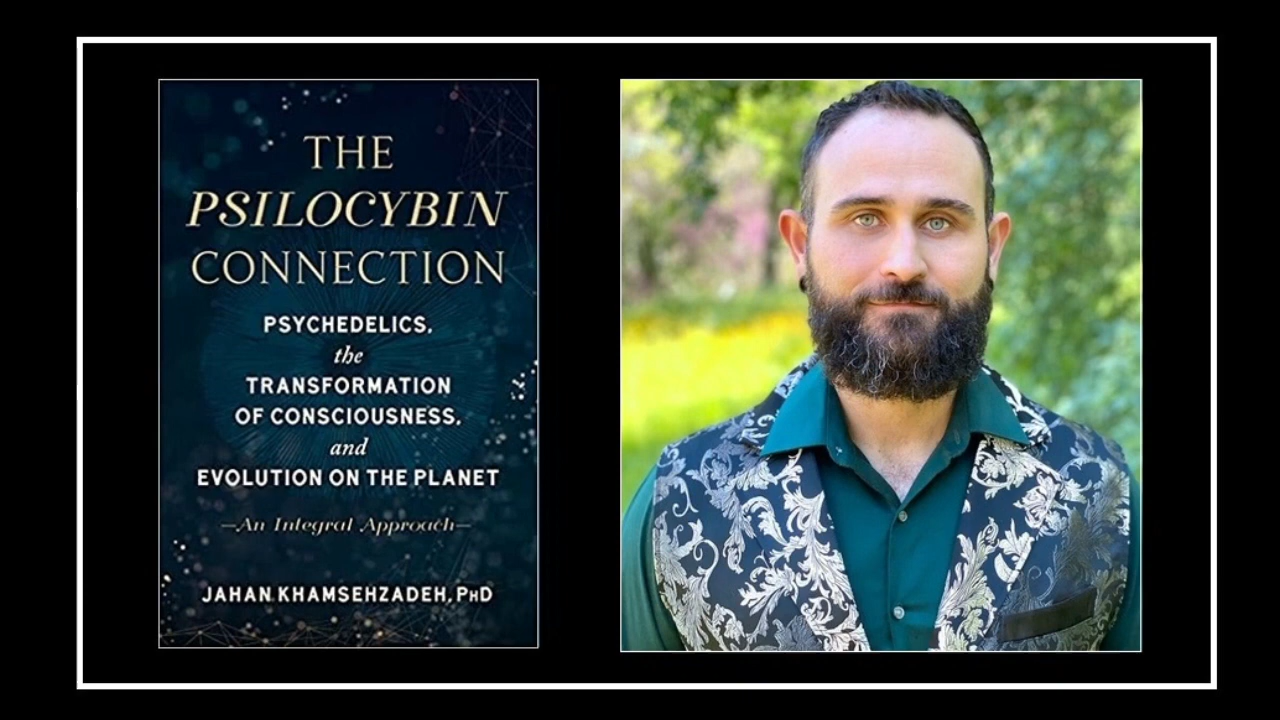 THE
PSILOCYBIN
CONNECTION
PSYCHEDELICS,
the
TRANSFORMATION
OF CONSCIOUSNESS,
and
EVOLUTION ON THE PLANET
—An Integral Approach—
JAHAN KHAMSEHZADEH, PHD